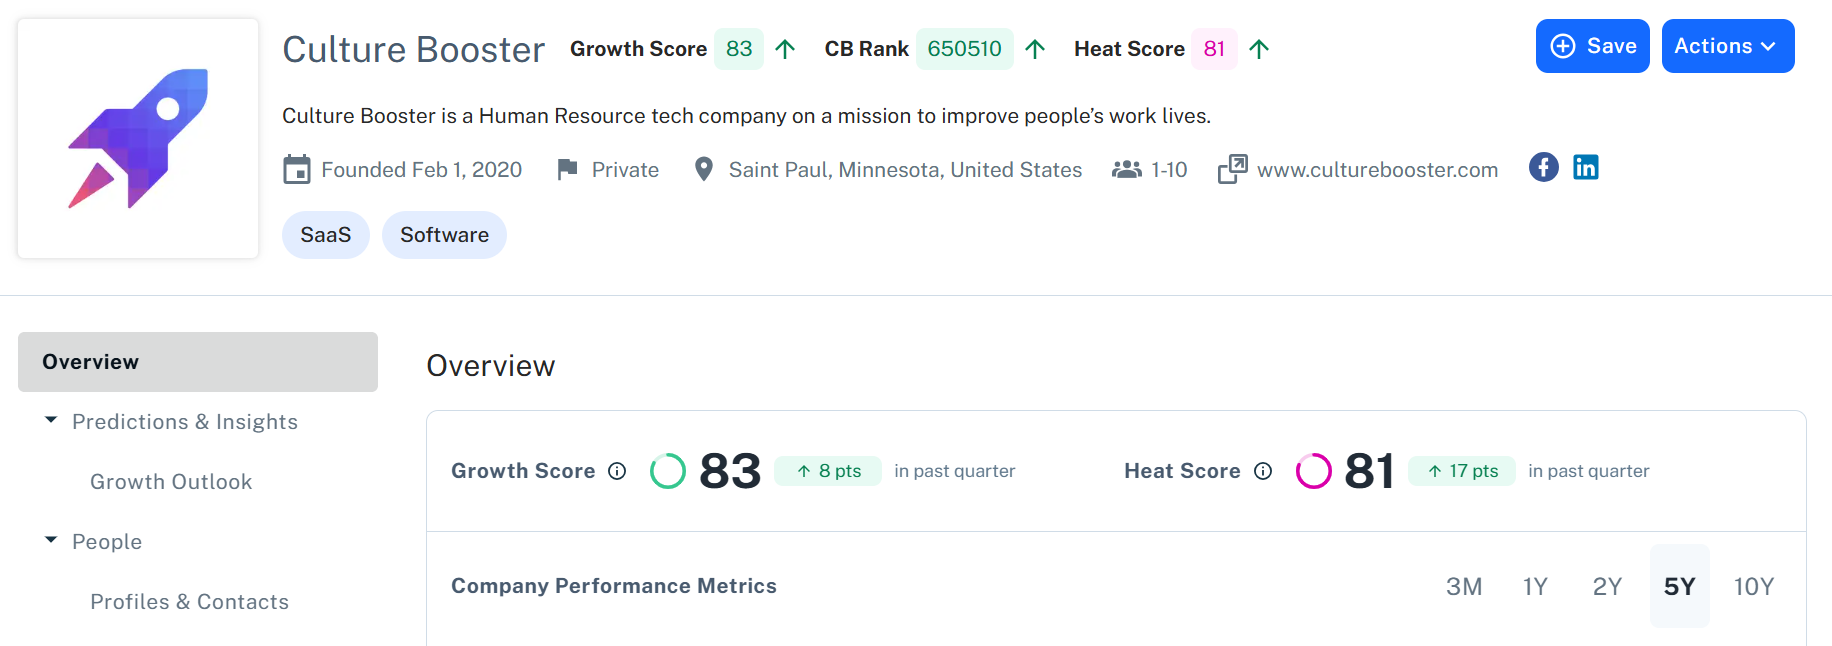 Culture Booster Growth Score 83 CB Rank 650510 Heat Score 81 Save Actions
Culture Booster is a Human Resource tech company on a mission to improve people’s work lives.
Founded Feb 1, 2020 Private Saint Paul, Minnesota, United States 1-10 www.culturebooster.com
SaaS Software
Overview
Predictions & Insights
Growth Outlook
People
Profiles & Contacts
Overview
Growth Score 83 8 pts in past quarter Heat Score 81 17 pts in past quarter
Company Performance Metrics 3M 1Y 2Y 5Y 10Y